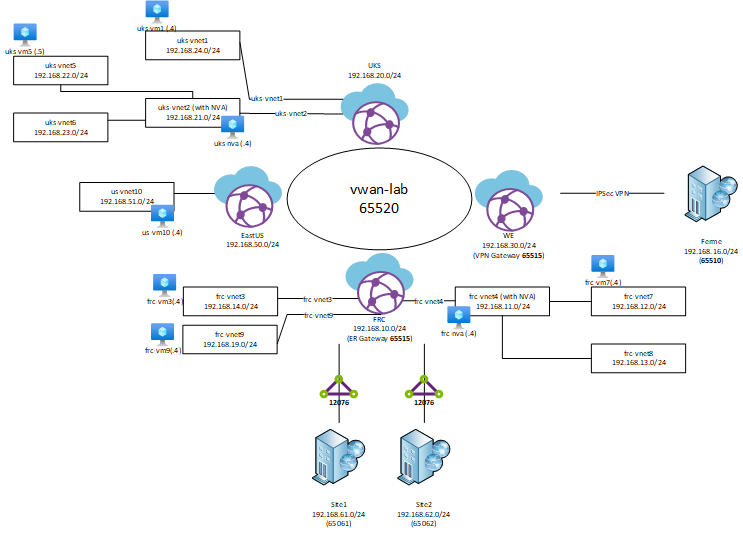 uks-vm1 (.4)
uks-vm5 (.5)
uks-vnet1
192.168.24.0/24
uks-vnet5
192.168.22.0/24
UKS
192.168.20.0/24
uks-vnet1
uks-vnet2 (with NVA)
192.168.21.0/24
uks-vnet2
uks-vnet6
192.168.23.0/24
uks-nva (.4)
vwan-lab
65520
us-vnet10
192.168.51.0/24
us-vm10 (.4)
EastUS
192.168.50.0/24
WE
192.168.30.0/24
(VPN Gateway 65515)
IPSec VPN
Ferme
192.168.16.0/24
(65510)
frc-vm3(.4)
frc-vnet3
192.168.14.0/24
frc-vnet3
frc-vnet9
frc-vm9(.4)
frc-vnet9
192.168.19.0/24
FRC
192.168.10.0/24
(ER Gateway 65515)
frc-vnet4
frc-vnet4 (with NVA)
192.168.11.0/24
frc-nva (.4)
frc-vm7(.4)
frc-vnet7
192.168.12.0/24
frc-vnet8
192.168.13.0/24
12076
12076
Site1
192.168.61.0/24
(65061)
Site2
192.168.62.0/24
(65062)